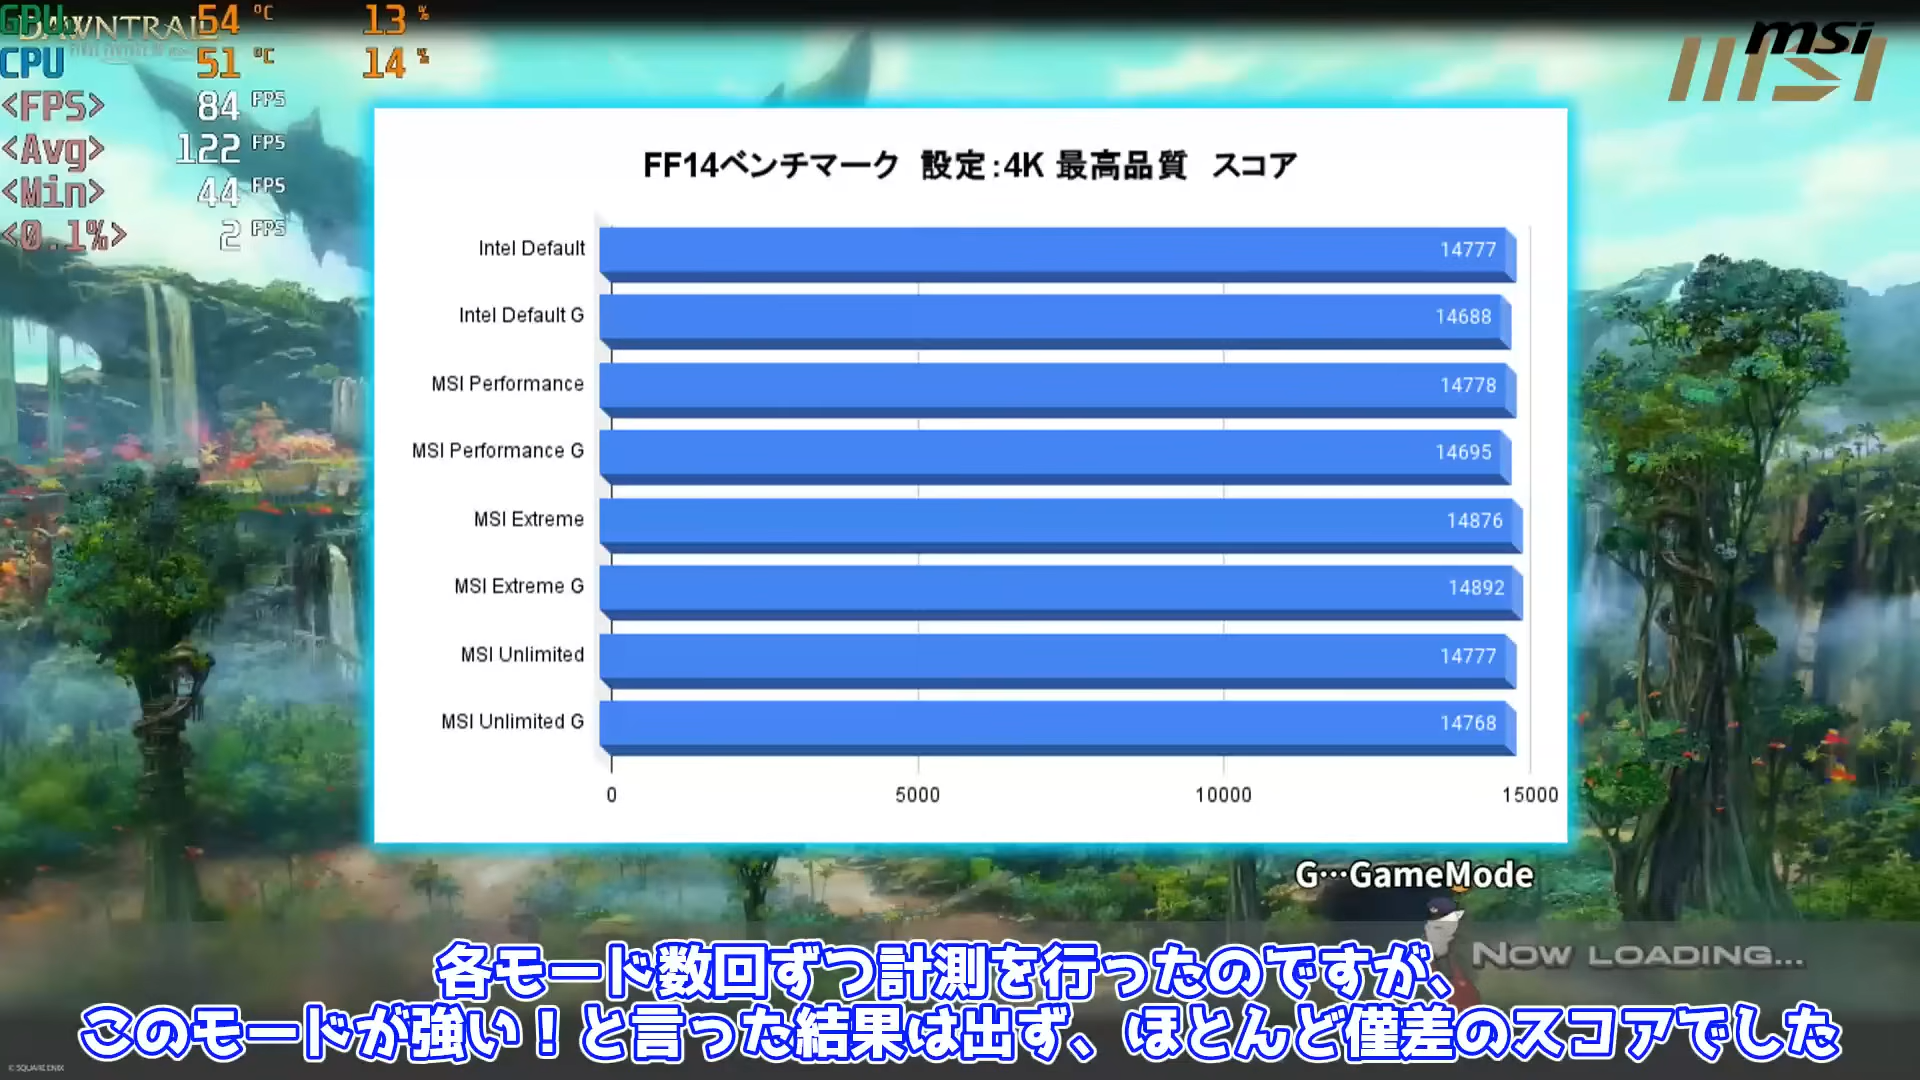 DAWNTRAIL
GPU 54 °C 13 %
CPU 51 °C 14 %
<FPS> 84 FPS
<Avg> 122 FPS
<Min> 44 FPS
<0.1%> 2 FPS
msi
MSI
FF14ベンチマーク 設定:4K 最高品質 スコア
Intel Default 14777
Intel Default G 14688
MSI Performance 14778
MSI Performance G 14695
MSI Extreme 14876
MSI Extreme G 14892
MSI Unlimited 14777
MSI Unlimited G 14768
0 5000 10000 15000
G…GameMode
NOW LOADING...
各モード数回ずつ計測を行ったのですが、
このモードが強い！と言った結果は出ず、ほとんど僅差のスコアでした
© SQUARE ENIX